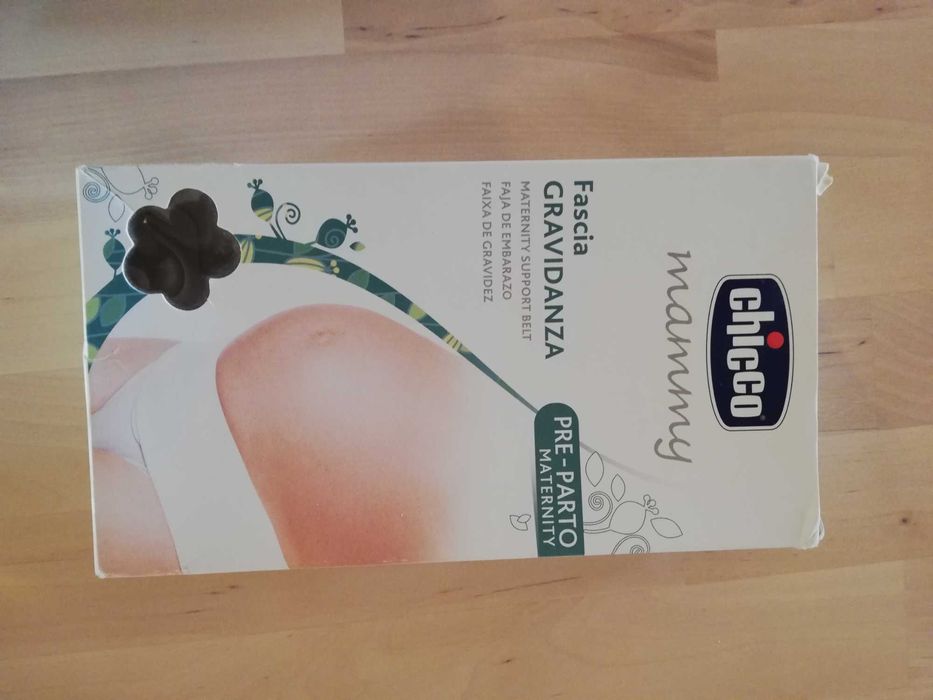 chicco
mammy
Fascia
GRAVIDANZA
MATERNITY SUPPORT BELT
FAJA DE EMBARAZO
FAIXA DE GRAVIDEZ
PRE-PARTO
MATERNITY